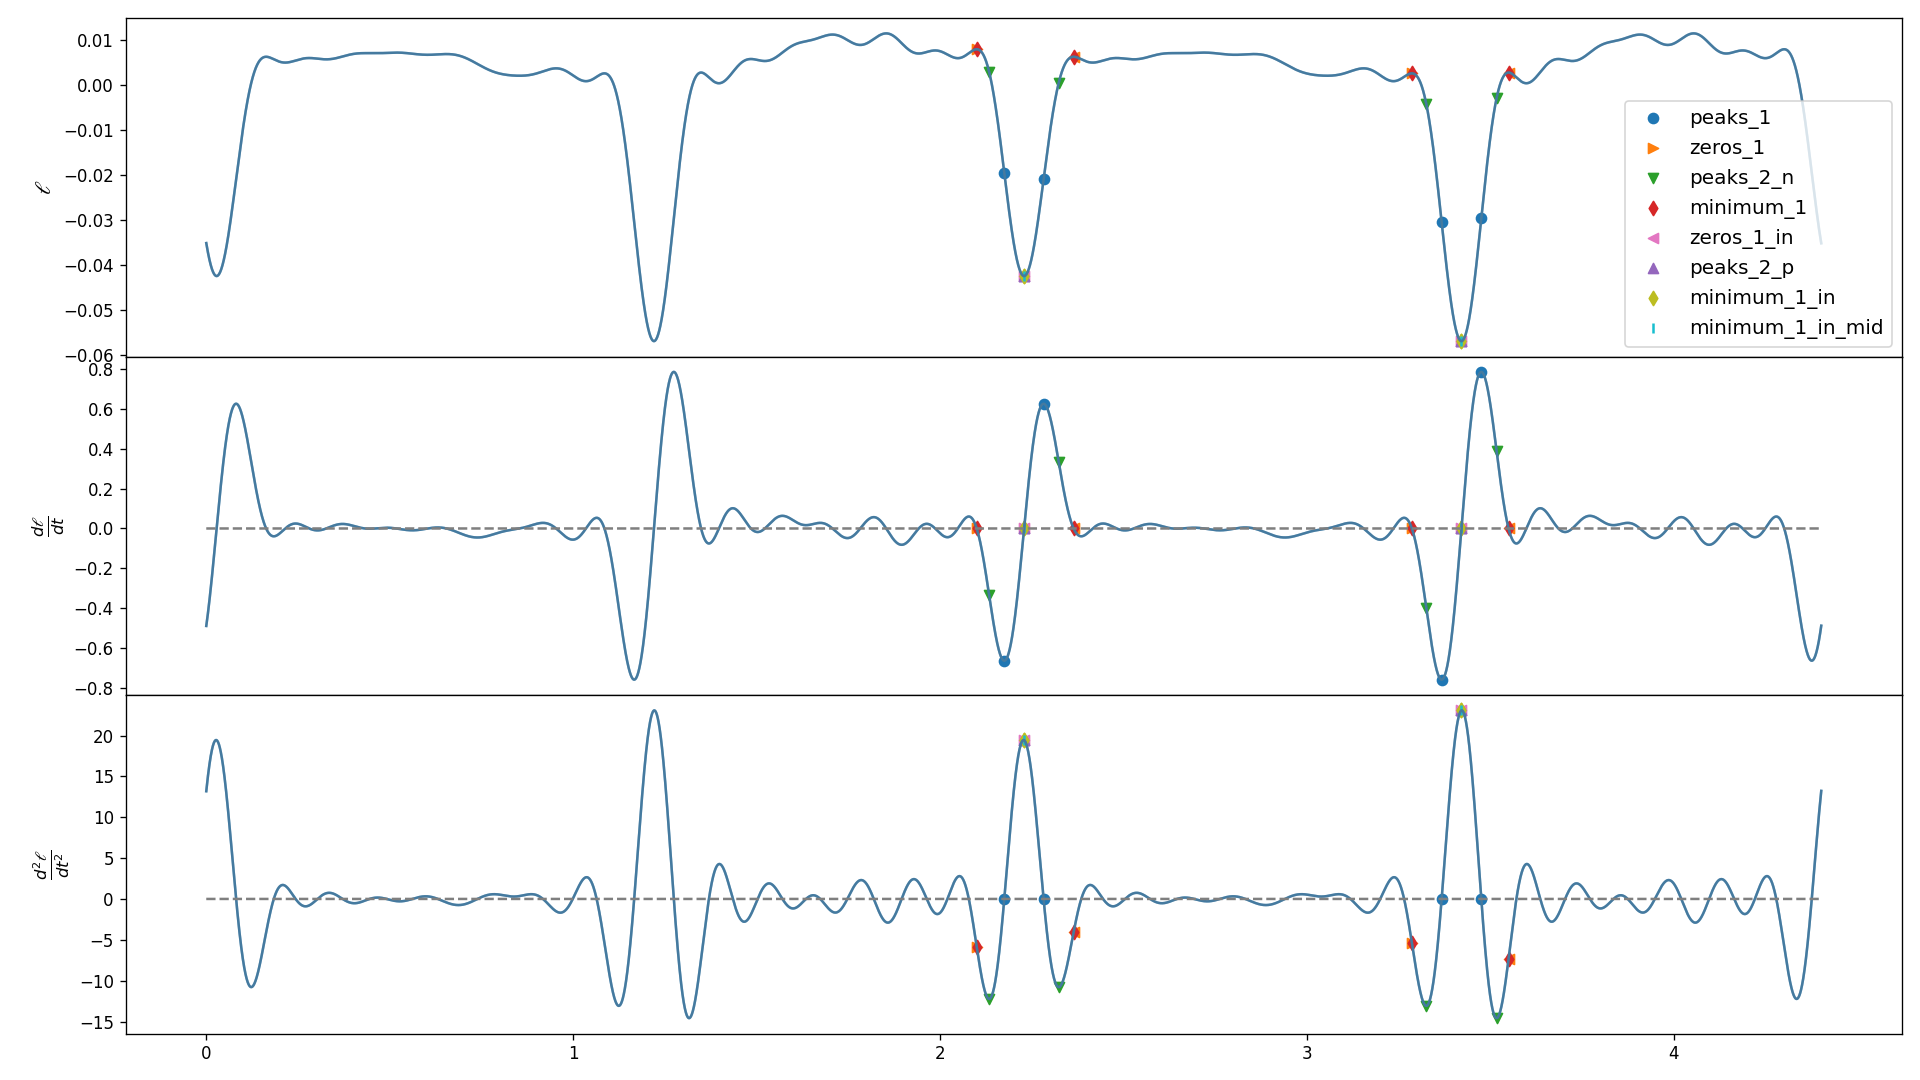 0.01
0.00
−0.01
−0.02
−0.03
−0.04
−0.05
−0.06
ℓ
peaks_1
zeros_1
peaks_2_n
minimum_1
zeros_1_in
peaks_2_p
minimum_1_in
minimum_1_in_mid
0.8
0.6
0.4
0.2
0.0
−0.2
−0.4
−0.6
−0.8
dℓ
dt
20
15
10
5
0
−5
−10
−15
d²ℓ
dt²
0
1
2
3
4